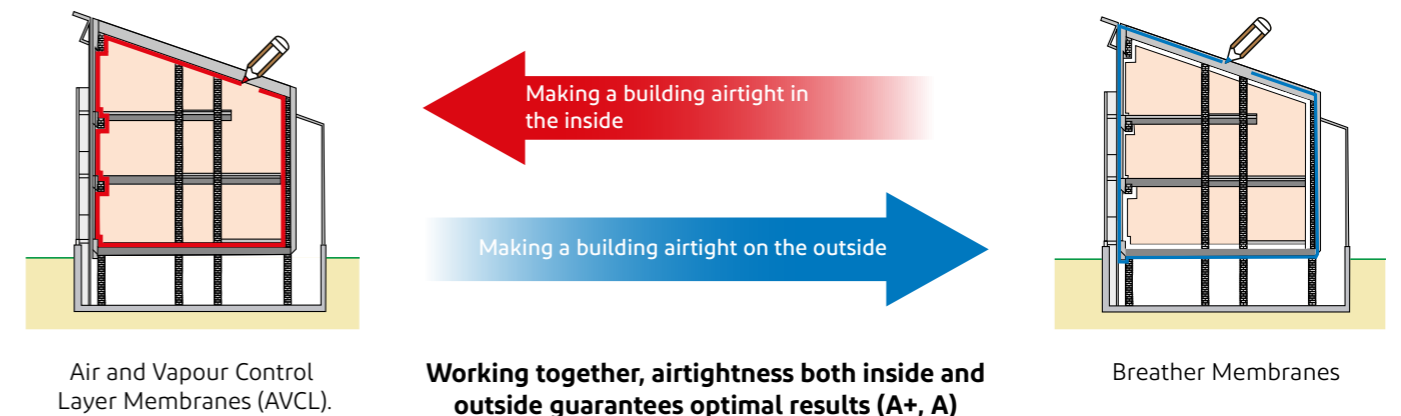 Making a building airtight in
the inside
Making a building airtight on the outside
Air and Vapour Control
Layer Membranes (AVCL).
Working together, airtightness both inside and
outside guarantees optimal results (A+, A)
Breather Membranes